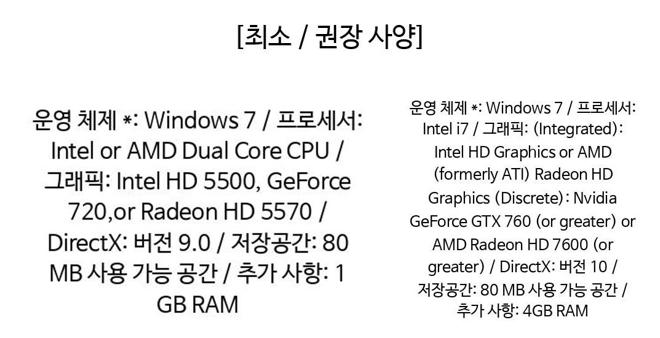 [최소 / 권장 사양]
운영 체제 *: Windows 7 / 프로세서:
Intel or AMD Dual Core CPU /
그래픽: Intel HD 5500, GeForce
720,or Radeon HD 5570 /
DirectX: 버전 9.0 / 저장공간: 80
MB 사용 가능 공간 / 추가 사항: 1
GB RAM
운영 체제 *: Windows 7 / 프로세서:
Intel i7 / 그래픽: (Integrated):
Intel HD Graphics or AMD
(formerly ATI) Radeon HD
Graphics (Discrete): Nvidia
GeForce GTX 760 (or greater) or
AMD Radeon HD 7600 (or
greater) / DirectX: 버전 10 /
저장공간: 80 MB 사용 가능 공간 /
추가 사항: 4GB RAM